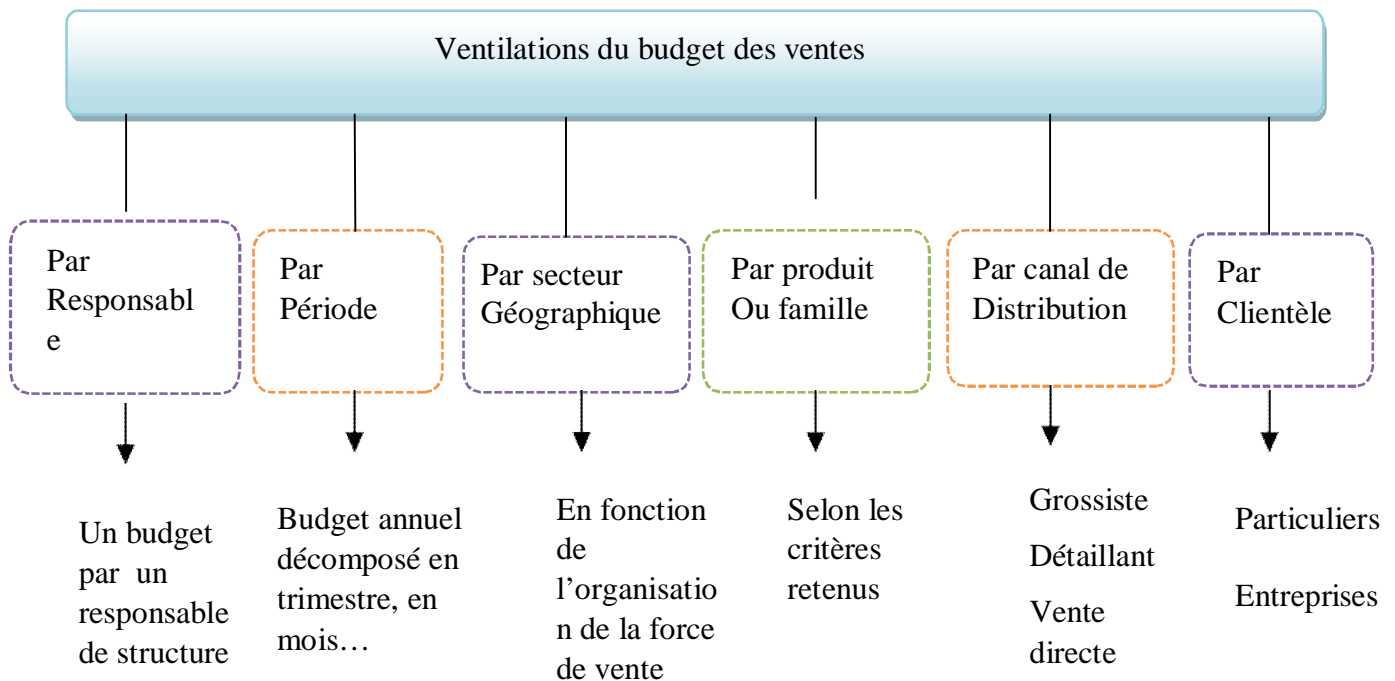 Ventilations du budget des ventes
Par
Responsabl
e
Par
Période
Par secteur
Géographique
Par produit
Ou famille
Par canal de
Distribution
Par
Clientèle
Un budget
par un
responsable
de structure
Budget annuel
décomposé en
trimestre, en
mois…
En fonction
de
l’organisatio
n de la force
de vente
Selon les
critères
retenus
Grossiste
Détaillant
Vente
directe
Particuliers
Entreprises